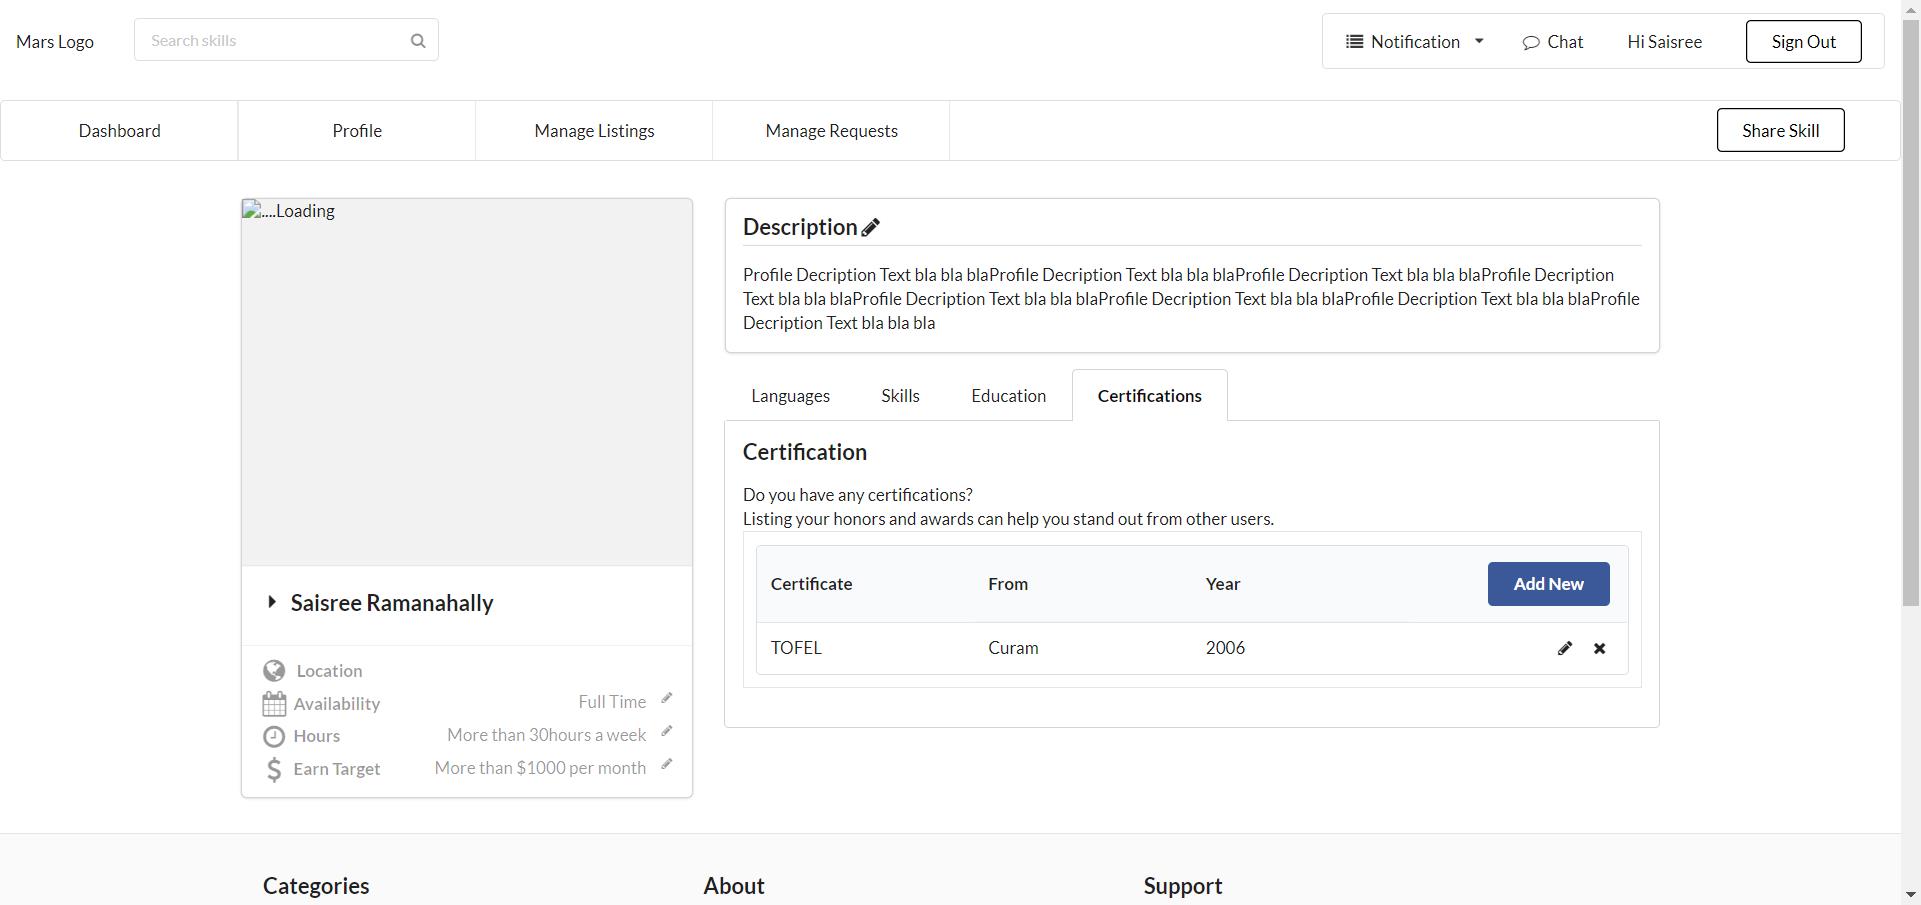 Mars Logo
Search skills
Notification
Chat
Hi Saisree
Sign Out
Dashboard
Profile
Manage Listings
Manage Requests
Share Skill
....Loading
Saisree Ramanahally
Location
Availability
Full Time
Hours
More than 30hours a week
Earn Target
More than $1000 per month
Description
Profile Decription Text bla bla blaProfile Decription Text bla bla blaProfile Decription Text bla bla blaProfile Decription
Text bla bla blaProfile Decription Text bla bla blaProfile Decription Text bla bla blaProfile Decription Text bla bla blaProfile
Decription Text bla bla bla
Languages
Skills
Education
Certifications
Certification
Do you have any certifications?
Listing your honors and awards can help you stand out from other users.
Certificate
From
Year
Add New
TOFEL
Curam
2006
Categories
About
Support